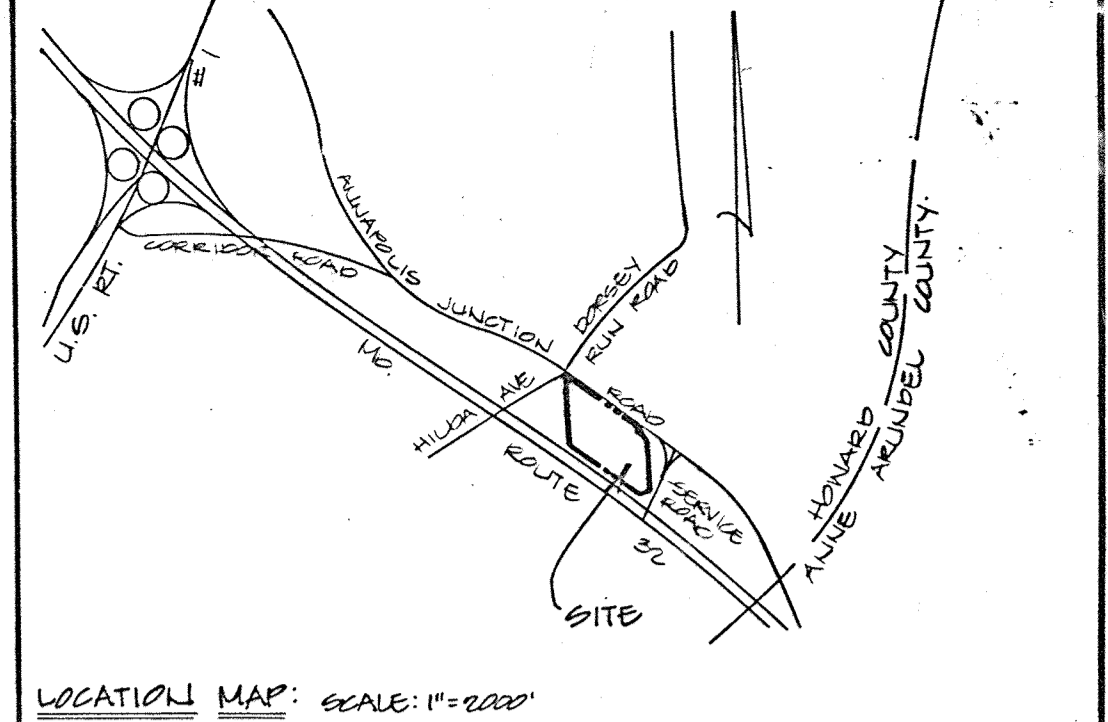 #1
U.S. RT.
CORRIDOR ROAD
ANNAPOLIS JUNCTION ROAD
DORSEY
RUN ROAD
HILDA AVE
MD. ROUTE 32
SERVICE
ROAD
SITE
HOWARD COUNTY
ANNE ARUNDEL COUNTY.
LOCATION MAP: SCALE: 1"=2000'